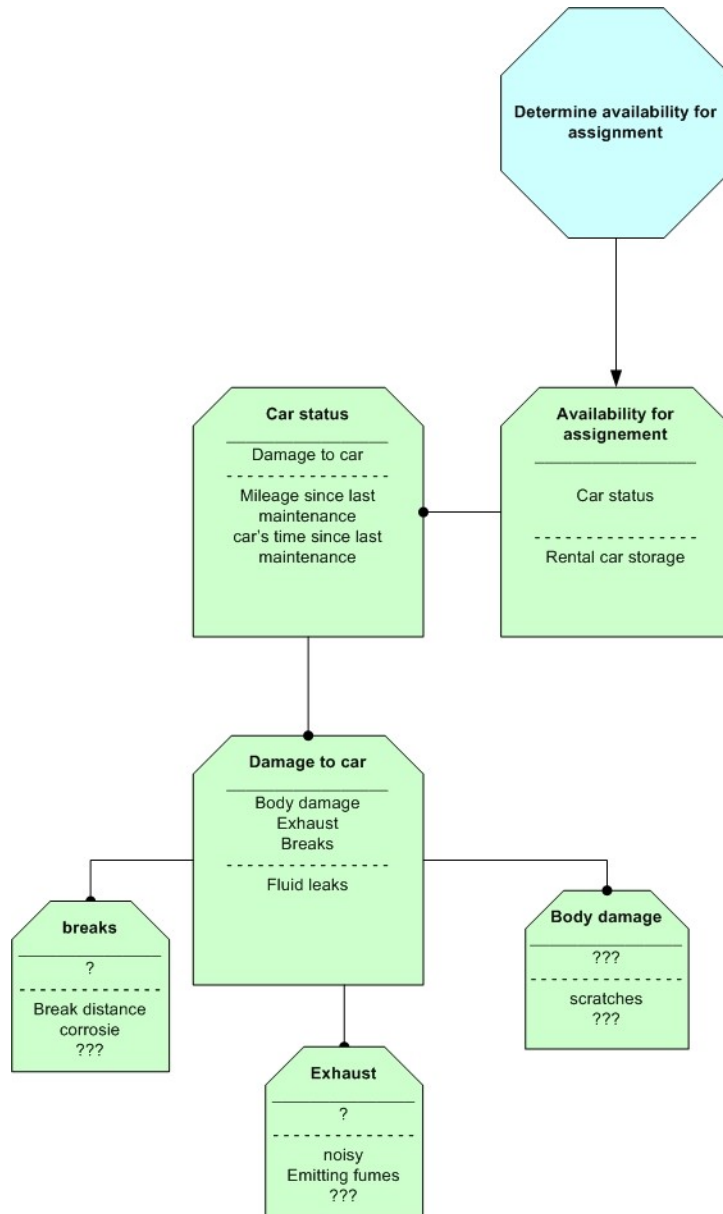 Determine availability for
assignment
Car status
Damage to car
Mileage since last
maintenance
car's time since last
maintenance
Availability for
assignement
Car status
Rental car storage
Damage to car
Body damage
Exhaust
Breaks
Fluid leaks
breaks
?
Break distance
corrosie
???
Body damage
???
scratches
???
Exhaust
?
noisy
Emitting fumes
???